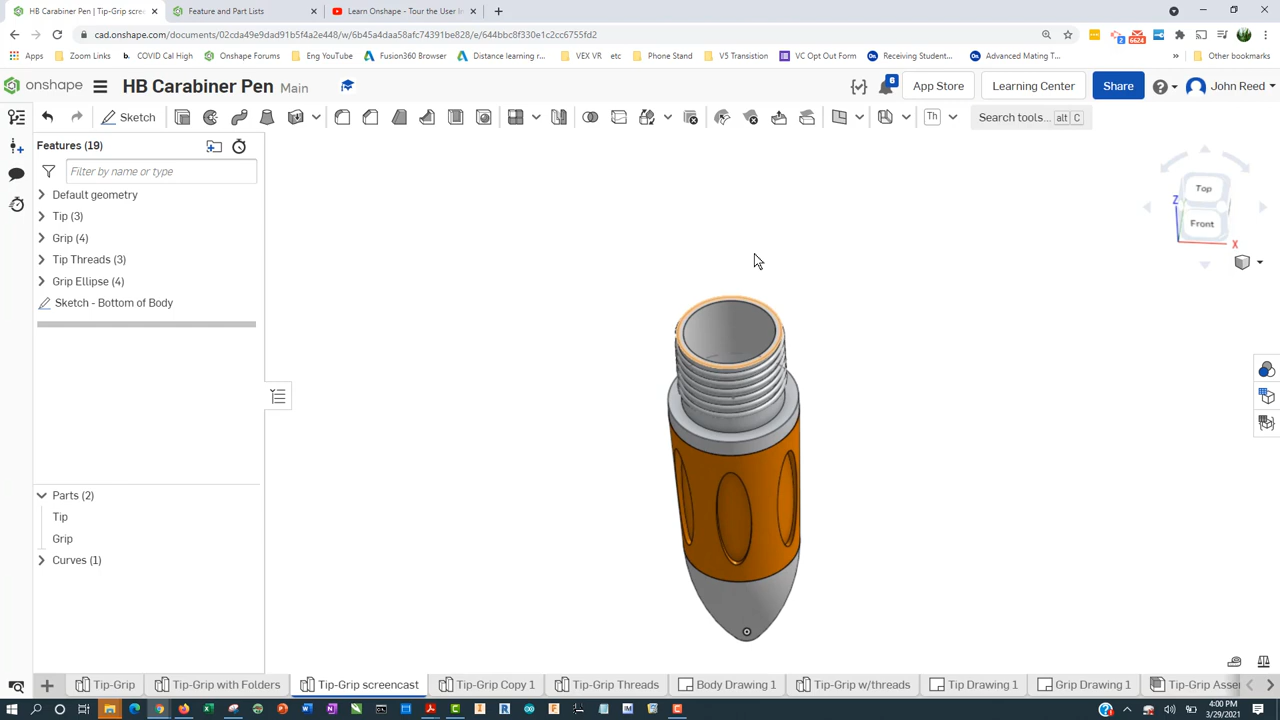 HB Carabiner Pen | Tip-Grip scree
Feature and Part Lists
Learn Onshape - Tour the User In
cad.onshape.com/documents/02cda49e9dad91b5f4a2e448/w/6b45a4daa58afc74391be828/e/644bbc8f330e1c2cc6755fd2
Apps Zoom Links COVID Cal High Onshape Forums Eng YouTube Fusion360 Browser Distance learning r... VEX VR etc Phone Stand V5 Transistion VC Opt Out Form Receiving Student... Advanced Mating T... Other bookmarks
onshape HB Carabiner Pen Main 6 App Store Learning Center Share John Reed
Sketch Th Search tools... alt C
Features (19)
Filter by name or type
Default geometry
Tip (3)
Grip (4)
Tip Threads (3)
Grip Ellipse (4)
Sketch - Bottom of Body
Top
Z
Front
X
Parts (2)
Tip
Grip
Curves (1)
Tip-Grip Tip-Grip with Folders Tip-Grip screencast Tip-Grip Copy 1 Tip-Grip Threads Body Drawing 1 Tip-Grip w/threads Tip Drawing 1 Grip Drawing 1 Tip-Grip Asse
4:00 PM
3/29/2021